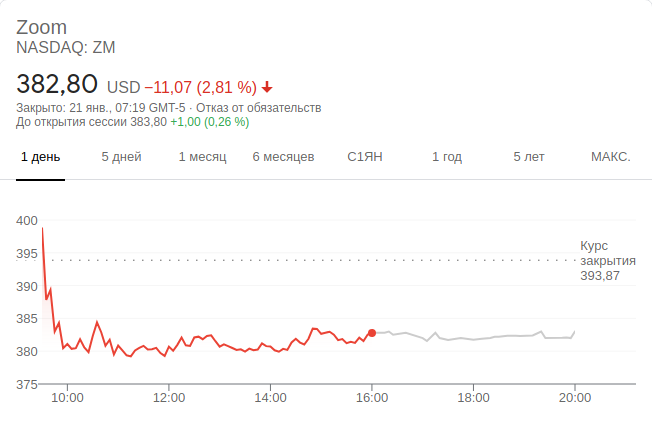 Zoom
NASDAQ: ZM
382,80 USD −11,07 (2,81 %)
Закрыто: 21 янв., 07:19 GMT-5 · Отказ от обязательств
До открытия сессии 383,80 +1,00 (0,26 %)
1 день 5 дней 1 месяц 6 месяцев С1ЯН 1 год 5 лет МАКС.
400
395
390
385
380
375
Курс
закрытия
393,87
10:00 12:00 14:00 16:00 18:00 20:00